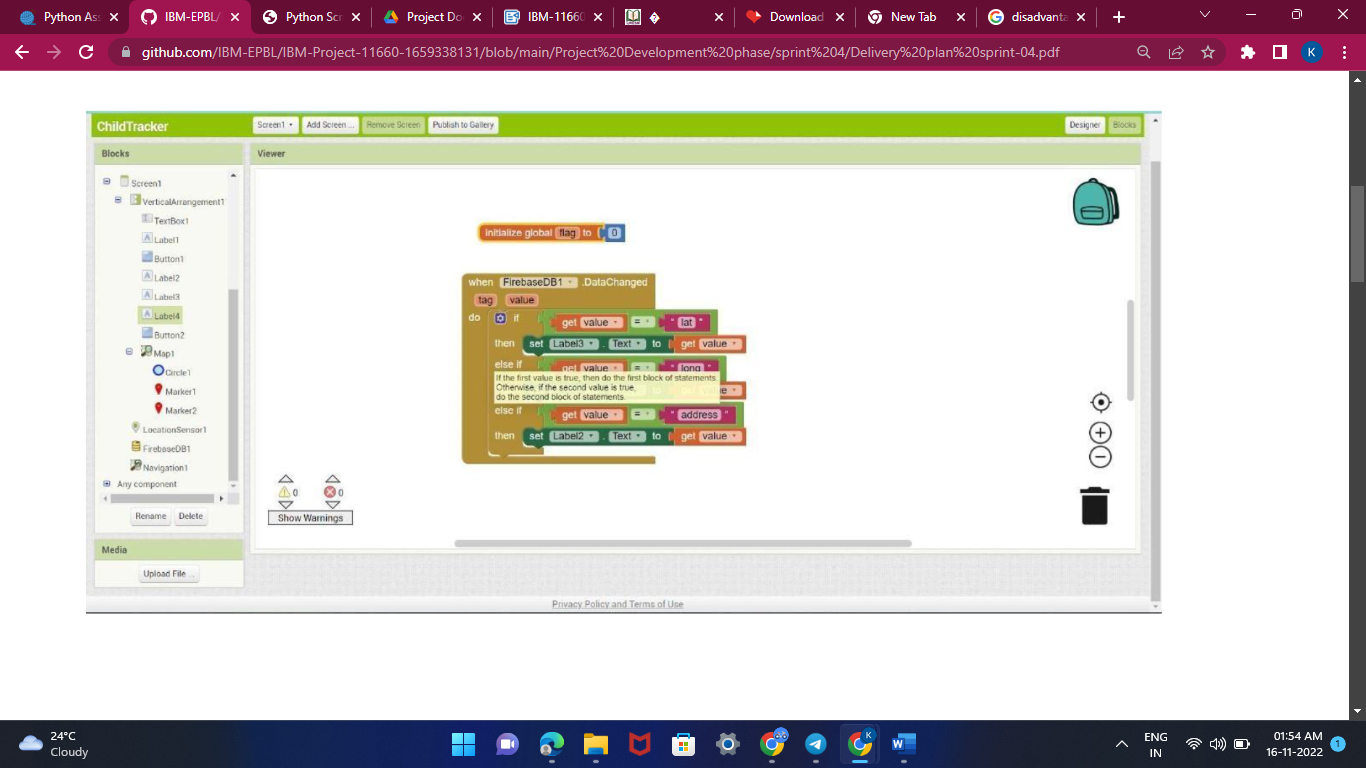 Python As
IBM-EPBL/
Python Scr
Project Do
IBM-11660
Download
New Tab
disadvanta
github.com/IBM-EPBL/IBM-Project-11660-1659338131/blob/main/Project%20Development%20phase/sprint%204/Delivery%20plan%20sprint-04.pdf
K
ChildTracker
Screen1
Add Screen ...
Remove Screen
Publish to Gallery
Designer
Blocks
Blocks
Viewer
Screen1
VerticalArrangement1
TextBox1
Label1
Button1
Label2
Label3
Label4
Button2
Map1
Circle1
Marker1
Marker2
LocationSensor1
FirebaseDB1
Navigation1
Any component
Rename
Delete
Media
Upload File ...
initialize global flag to 0
when FirebaseDB1 .DataChanged
tag value
do if get value = " lat "
then set Label3 . Text to get value
else if get value = " long "
If the first value is true, then do the first block of statements.
Otherwise, if the second value is true,
do the second block of statements.
else if get value = " address "
then set Label2 . Text to get value
0
0
Show Warnings
Privacy Policy and Terms of Use
24°C
Cloudy
K
ENG
IN
01:54 AM
16-11-2022
1